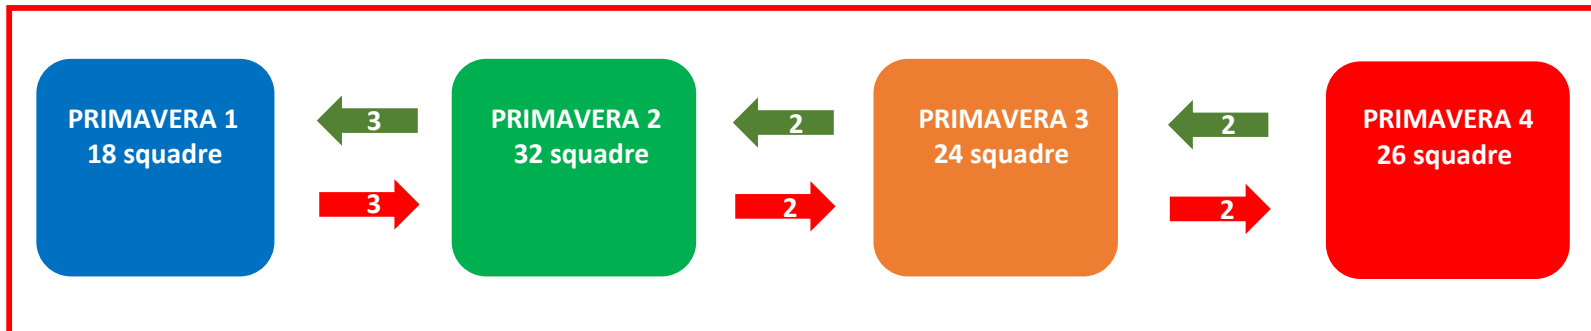 PRIMAVERA 1
18 squadre
3
3
PRIMAVERA 2
32 squadre
2
2
PRIMAVERA 3
24 squadre
2
2
PRIMAVERA 4
26 squadre